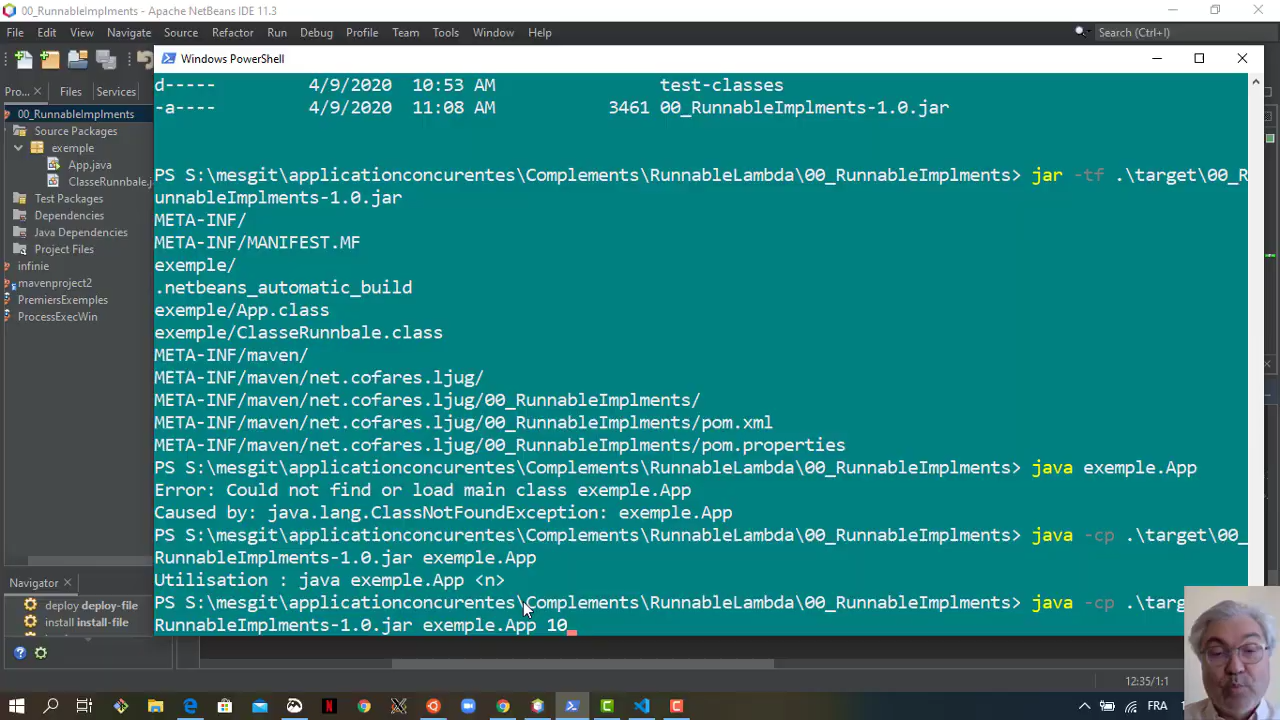 00_RunnableImplments - Apache NetBeans IDE 11.3
File Edit View Navigate Source Refactor Run Debug Profile Team Tools Window Help
Search (Ctrl+I)
Windows PowerShell
Pro... Files Services
00_RunnableImplments
Source Packages
exemple
App.java
ClasseRunnbale.j
Test Packages
Dependencies
Java Dependencies
Project Files
infinie
mavenproject2
PremiersExemples
ProcessExecWin
Navigator
deploy deploy-file
install install-file
d----- 4/9/2020 10:53 AM test-classes
-a---- 4/9/2020 11:08 AM 3461 00_RunnableImplments-1.0.jar
PS S:\mesgit\applicationconcurentes\Complements\RunnableLambda\00_RunnableImplments> jar -tf .\target\00_R
unnableImplments-1.0.jar
META-INF/
META-INF/MANIFEST.MF
exemple/
.netbeans_automatic_build
exemple/App.class
exemple/ClasseRunnbale.class
META-INF/maven/
META-INF/maven/net.cofares.ljug/
META-INF/maven/net.cofares.ljug/00_RunnableImplments/
META-INF/maven/net.cofares.ljug/00_RunnableImplments/pom.xml
META-INF/maven/net.cofares.ljug/00_RunnableImplments/pom.properties
PS S:\mesgit\applicationconcurentes\Complements\RunnableLambda\00_RunnableImplments> java exemple.App
Error: Could not find or load main class exemple.App
Caused by: java.lang.ClassNotFoundException: exemple.App
PS S:\mesgit\applicationconcurentes\Complements\RunnableLambda\00_RunnableImplments> java -cp .\target\00_
RunnableImplments-1.0.jar exemple.App
Utilisation : java exemple.App <n>
PS S:\mesgit\applicationconcurentes\Complements\RunnableLambda\00_RunnableImplments> java -cp .\targ
RunnableImplments-1.0.jar exemple.App 10
12:35/1:1
FRA